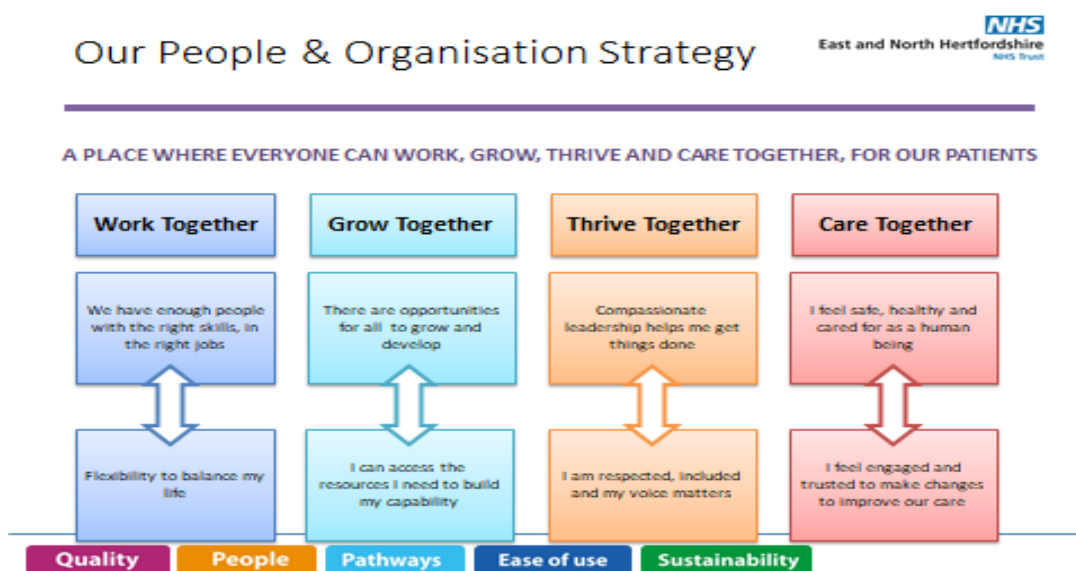 Our People & Organisation Strategy
NHS
East and North Hertfordshire
NHS Trust
A PLACE WHERE EVERYONE CAN WORK, GROW, THRIVE AND CARE TOGETHER, FOR OUR PATIENTS
Work Together
Grow Together
Thrive Together
Care Together
We have enough people
with the right skills, in
the right jobs
There are opportunities
for all to grow and
develop
Compassionate
leadership helps me get
things done
I feel safe, healthy and
cared for as a human
being
Flexibility to balance my
life
I can access the
resources I need to build
my capability
I am respected, included
and my voice matters
I feel engaged and
trusted to make changes
to improve our care
Quality
People
Pathways
Ease of use
Sustainability